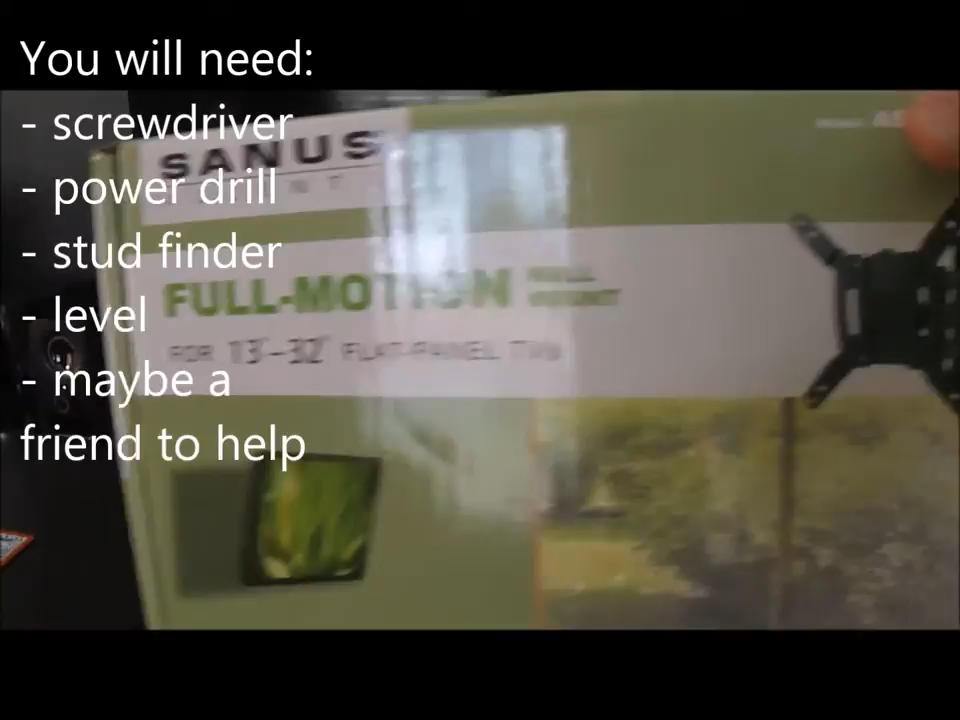 You will need:
- screwdriver
- power drill
- stud finder
- level
- maybe a
friend to help
SANUS
FULL-MOTION
FOR 13"–32" FLAT-PANEL TVs